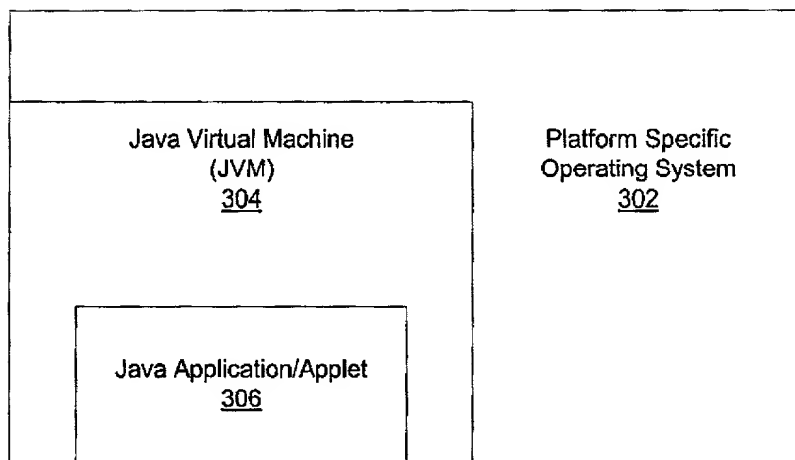 Java Virtual Machine
(JVM)
304
Platform Specific
Operating System
302
Java Application/Applet
306